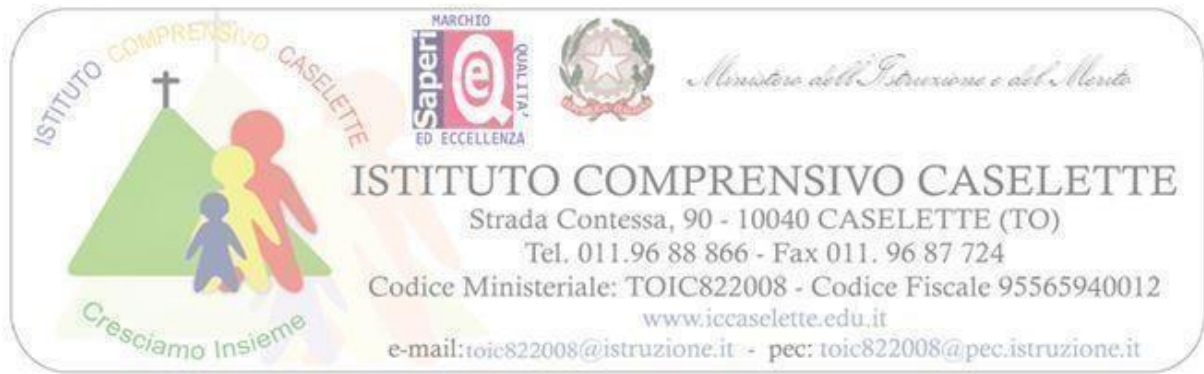 ISTITUTO COMPRENSIVO CASELETTE
Cresciamo Insieme
MARCHIO
Saperi
QUALITA'
ED ECCELLENZA
Ministero dell'Istruzione e del Merito
ISTITUTO COMPRENSIVO CASELETTE
Strada Contessa, 90 - 10040 CASELETTE (TO)
Tel. 011.96 88 866 - Fax 011. 96 87 724
Codice Ministeriale: TOIC822008 - Codice Fiscale 95565940012
www.iccaselette.edu.it
e-mail:toic822008@istruzione.it - pec: toic822008@pec.istruzione.it